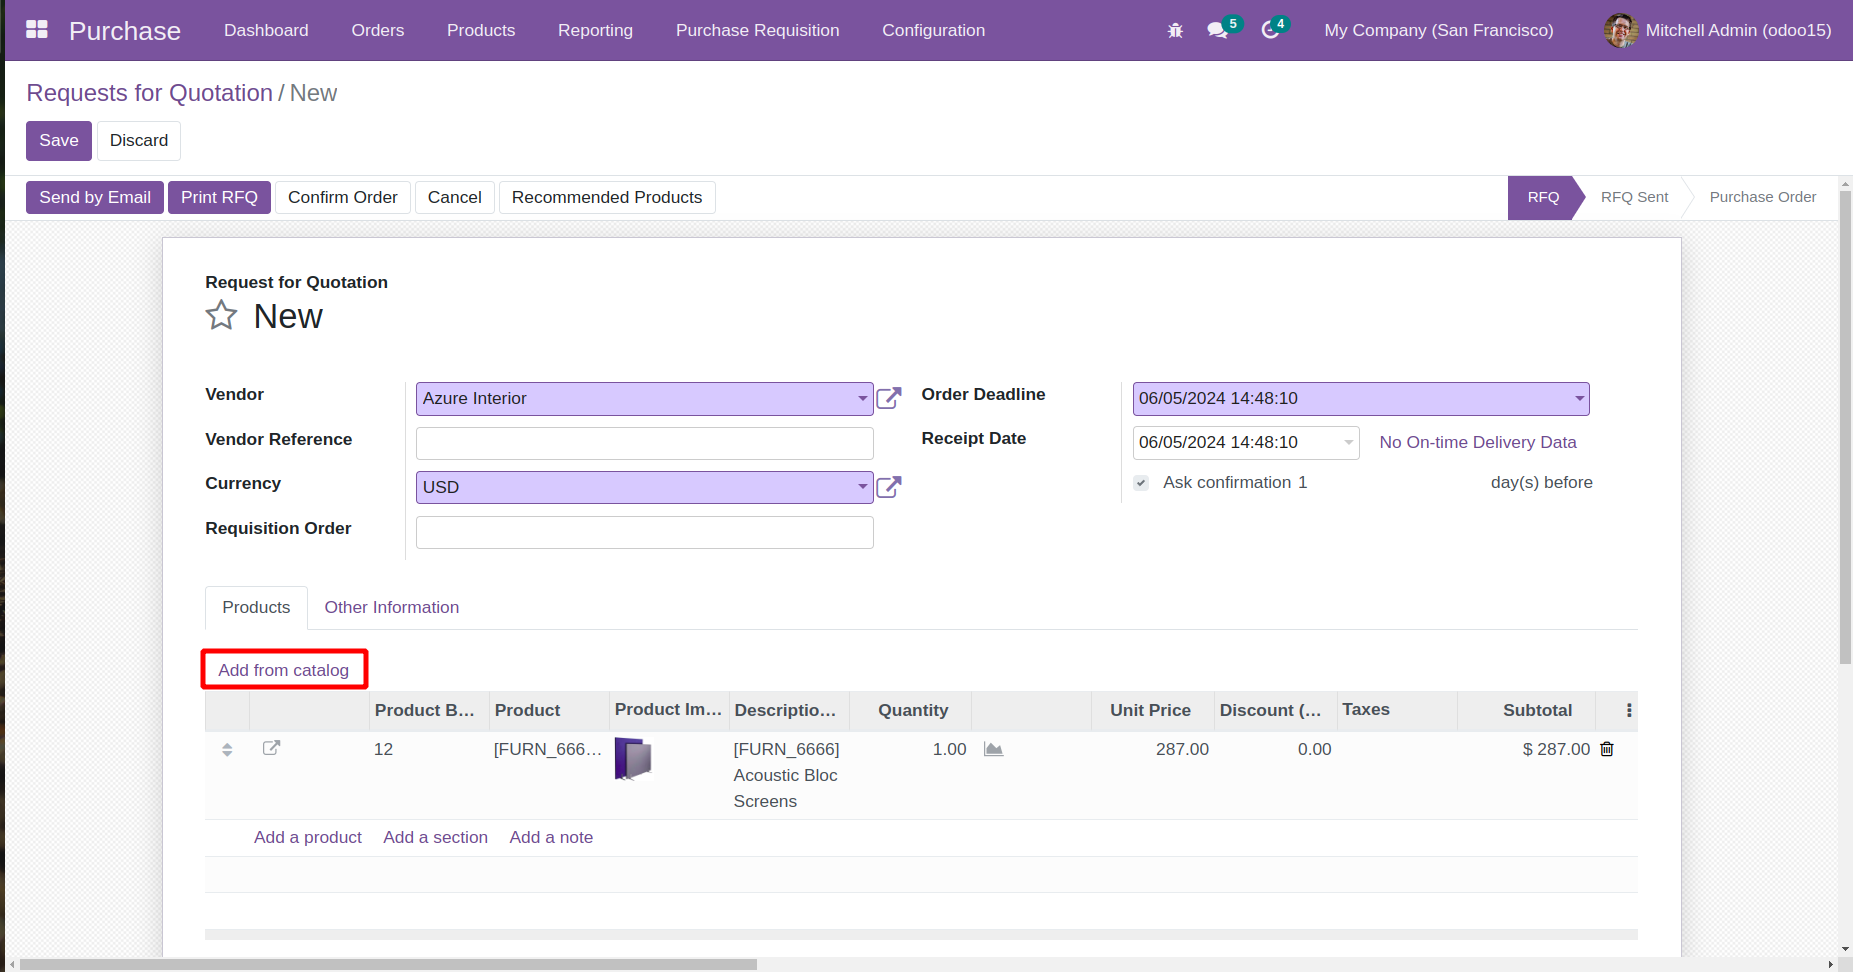 Purchase Dashboard Orders Products Reporting Purchase Requisition Configuration 5 4 My Company (San Francisco) Mitchell Admin (odoo15)
Requests for Quotation / New
Save Discard
Send by Email Print RFQ Confirm Order Cancel Recommended Products RFQ RFQ Sent Purchase Order
Request for Quotation
New
Vendor Azure Interior Order Deadline 06/05/2024 14:48:10
Vendor Reference Receipt Date 06/05/2024 14:48:10 No On-time Delivery Data
Currency USD Ask confirmation 1 day(s) before
Requisition Order
Products Other Information
Add from catalog
Product B... Product Product Im... Descriptio... Quantity Unit Price Discount (... Taxes Subtotal
12 [FURN_666... [FURN_6666] 1.00 287.00 0.00 $ 287.00
Acoustic Bloc
Screens
Add a product Add a section Add a note